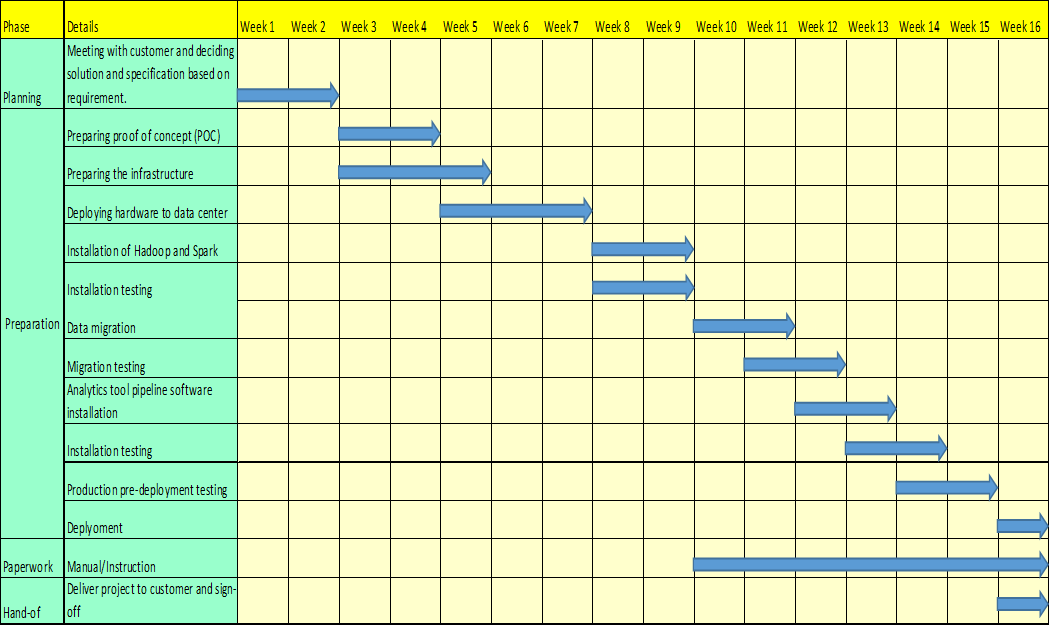 Phase Details Week 1 Week 2 Week 3 Week 4 Week 5 Week 6 Week 7 Week 8 Week 9 Week 10 Week 11 Week 12 Week 13 Week 14 Week 15 Week 16
Meeting with customer and deciding
solution and specification based on
Planning requirement.
Preparing proof of concept (POC)
Preparing the infrastructure
Deploying hardware to data center
Installation of Hadoop and Spark
Installation testing
Preparation
Data migration
Migration testing
Analytics tool pipeline software
installation
Installation testing
Production pre-deployment testing
Deplyoment
Paperwork Manual/Instruction
Deliver project to customer and sign-
Hand-of off